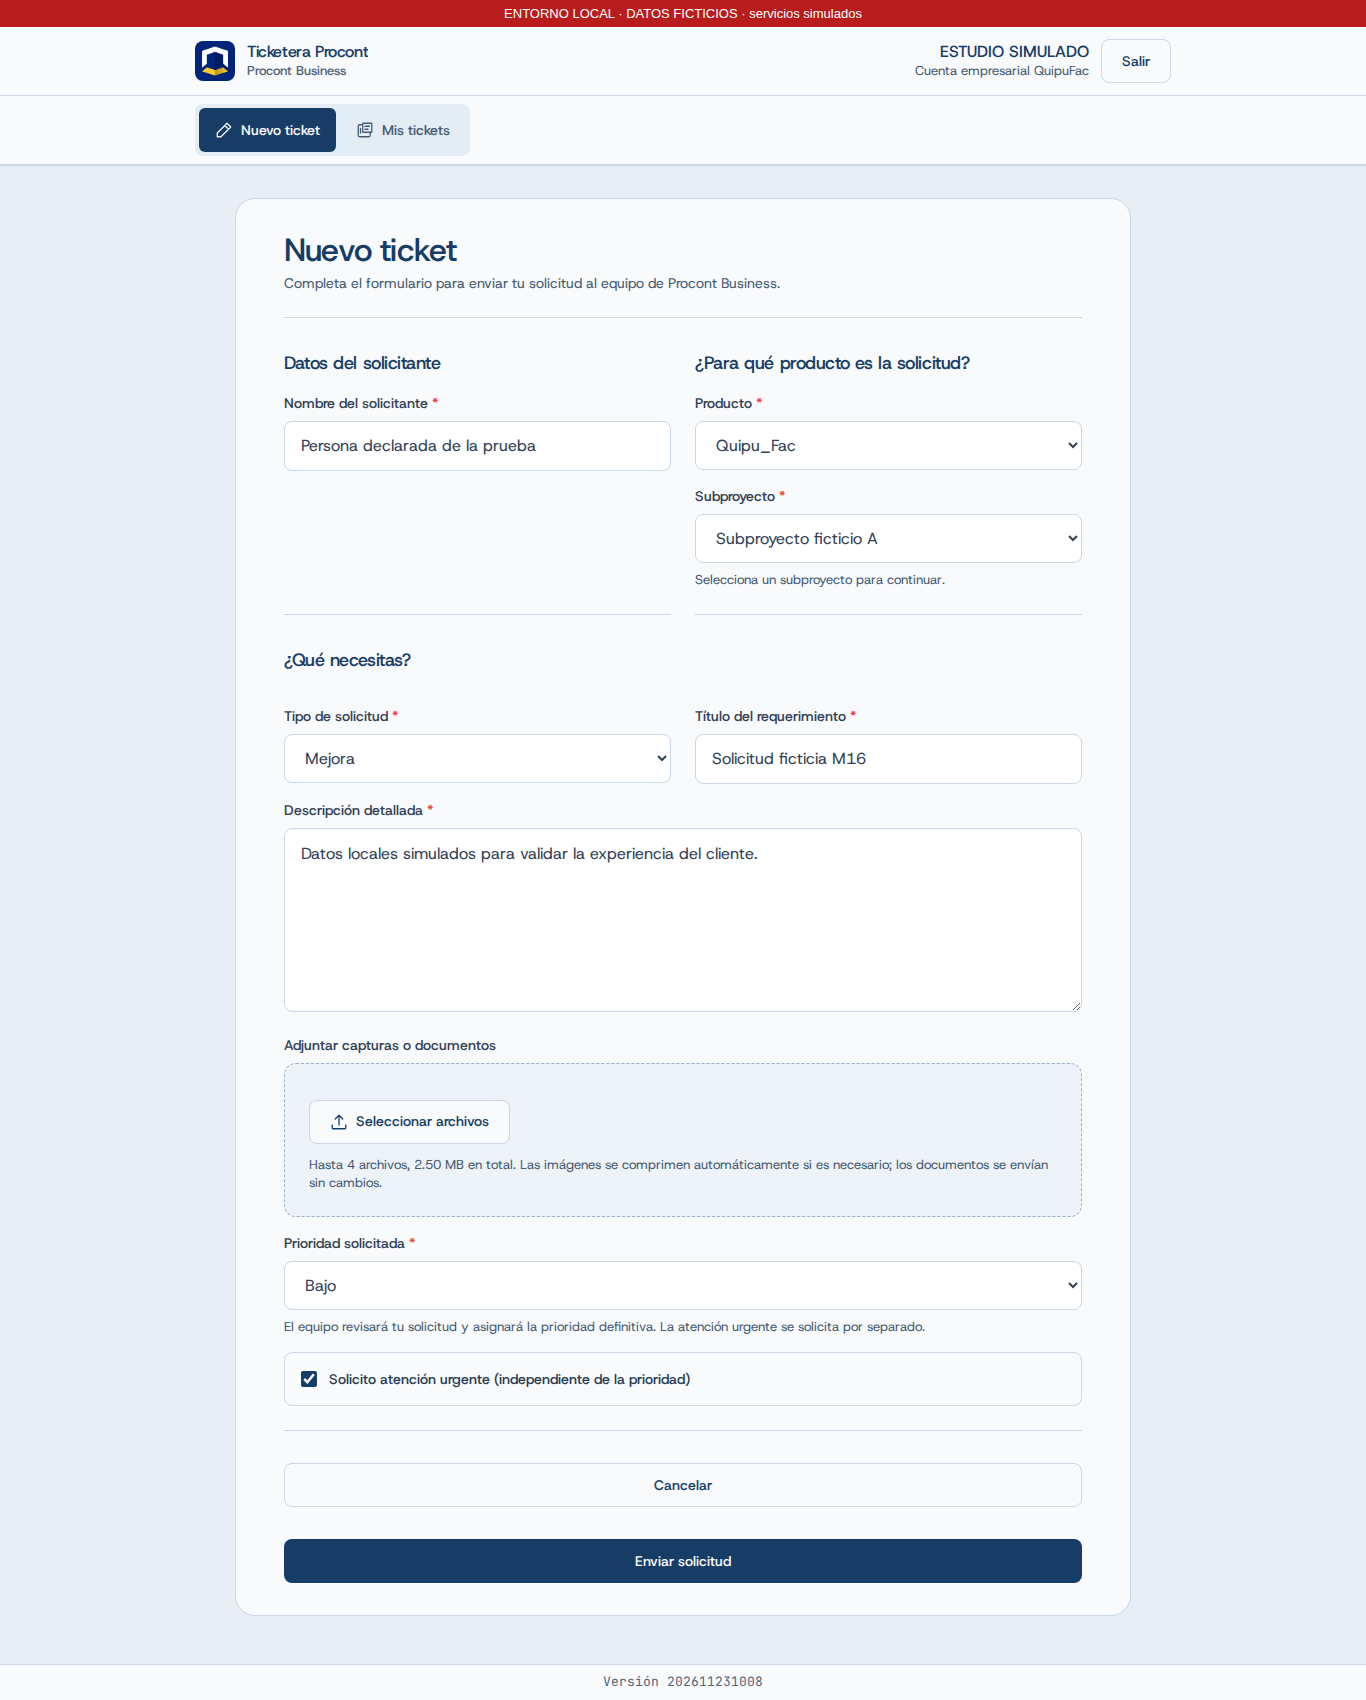 ENTORNO LOCAL · DATOS FICTICIOS · servicios simulados
Ticketera Procont
Procont Business
ESTUDIO SIMULADO
Cuenta empresarial QuipuFac
Salir
Nuevo ticket
Mis tickets
Nuevo ticket
Completa el formulario para enviar tu solicitud al equipo de Procont Business.
Datos del solicitante
Nombre del solicitante *
Persona declarada de la prueba
¿Para qué producto es la solicitud?
Producto *
Quipu_Fac
Subproyecto *
Subproyecto ficticio A
Selecciona un subproyecto para continuar.
¿Qué necesitas?
Tipo de solicitud *
Mejora
Título del requerimiento *
Solicitud ficticia M16
Descripción detallada *
Datos locales simulados para validar la experiencia del cliente.
Adjuntar capturas o documentos
Seleccionar archivos
Hasta 4 archivos, 2.50 MB en total. Las imágenes se comprimen automáticamente si es necesario; los documentos se envían
sin cambios.
Prioridad solicitada *
Bajo
El equipo revisará tu solicitud y asignará la prioridad definitiva. La atención urgente se solicita por separado.
Solicito atención urgente (independiente de la prioridad)
Cancelar
Enviar solicitud
Versión 202611231008